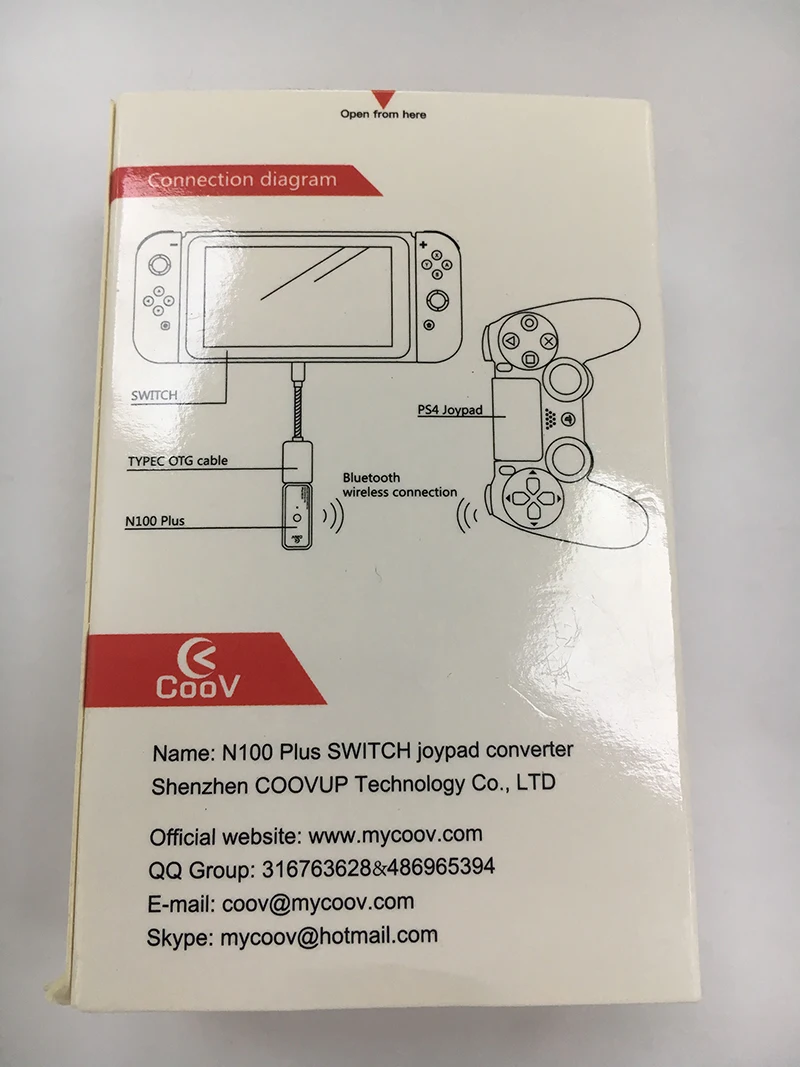 Open from here
Connection diagram
SWITCH
PS4 Joypad
TYPEC OTG cable
Bluetooth
wireless connection
N100 Plus
CooV
Name: N100 Plus SWITCH joypad converter
Shenzhen COOVUP Technology Co., LTD
Official website: www.mycoov.com
QQ Group: 316763628&486965394
E-mail: coov@mycoov.com
Skype: mycoov@hotmail.com